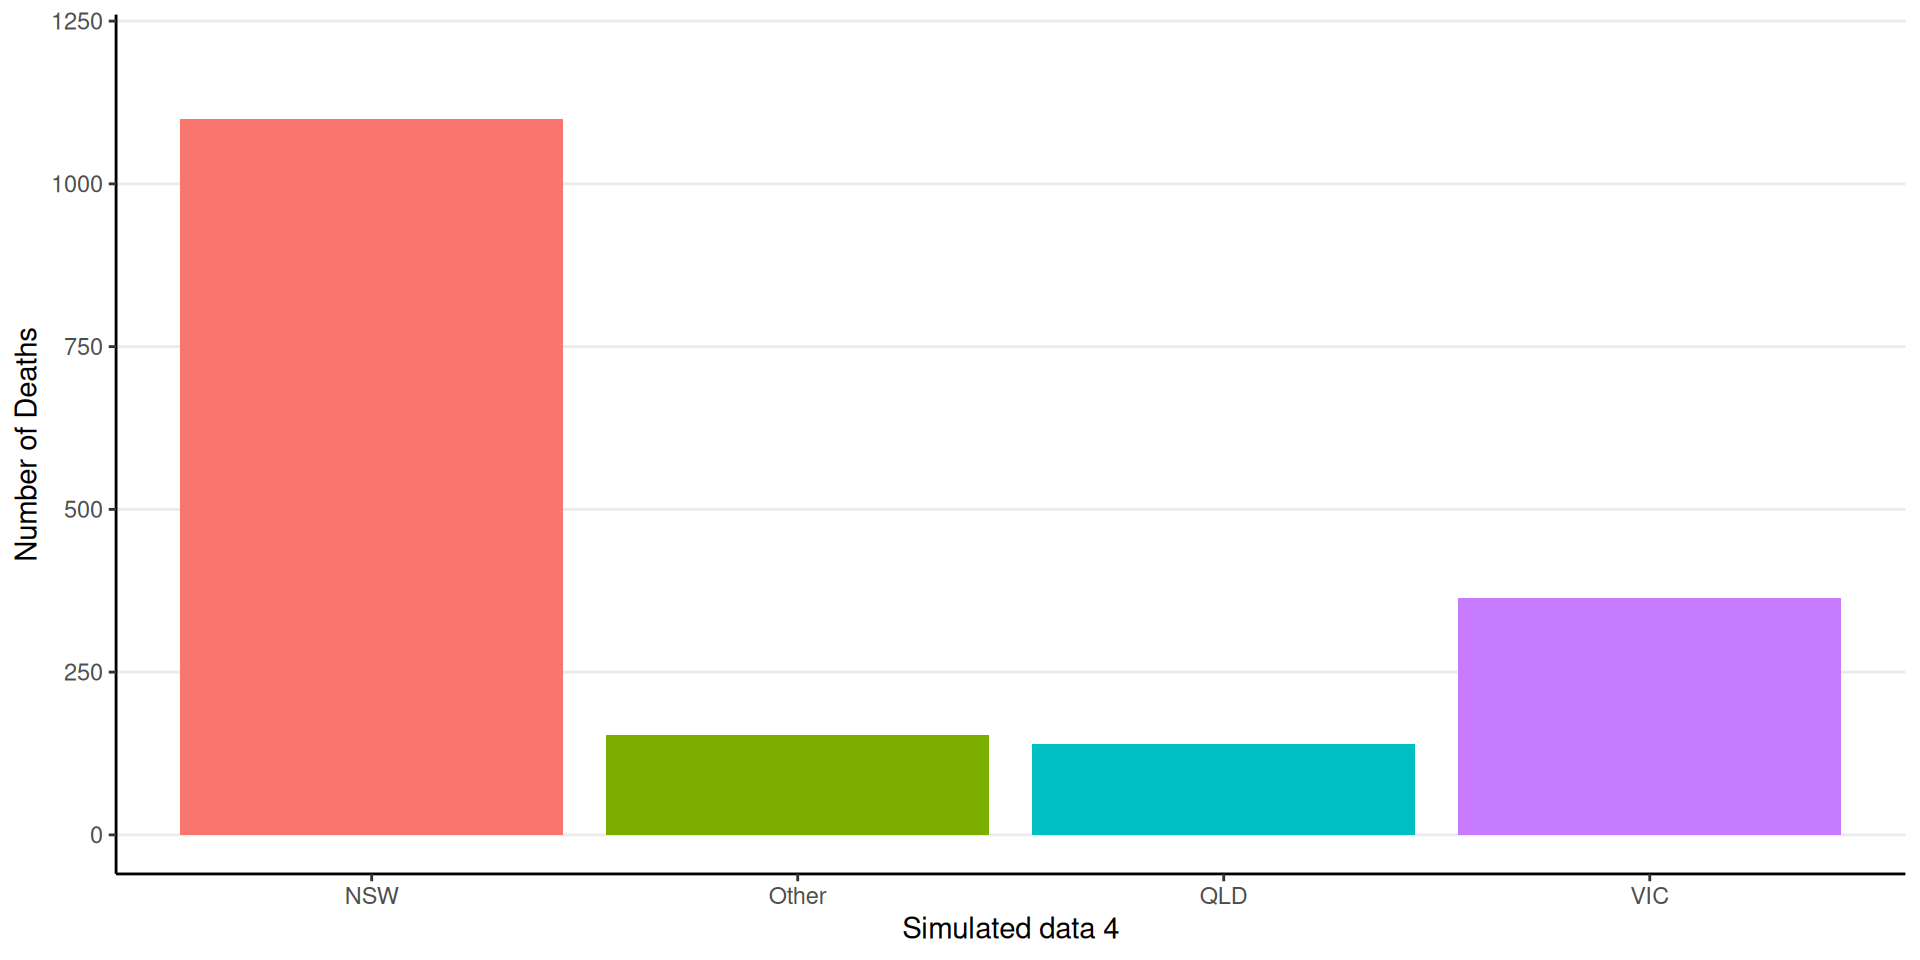 Number of Deaths
1250
1000
750
500
250
0
NSW
Other
QLD
VIC
Simulated data 4